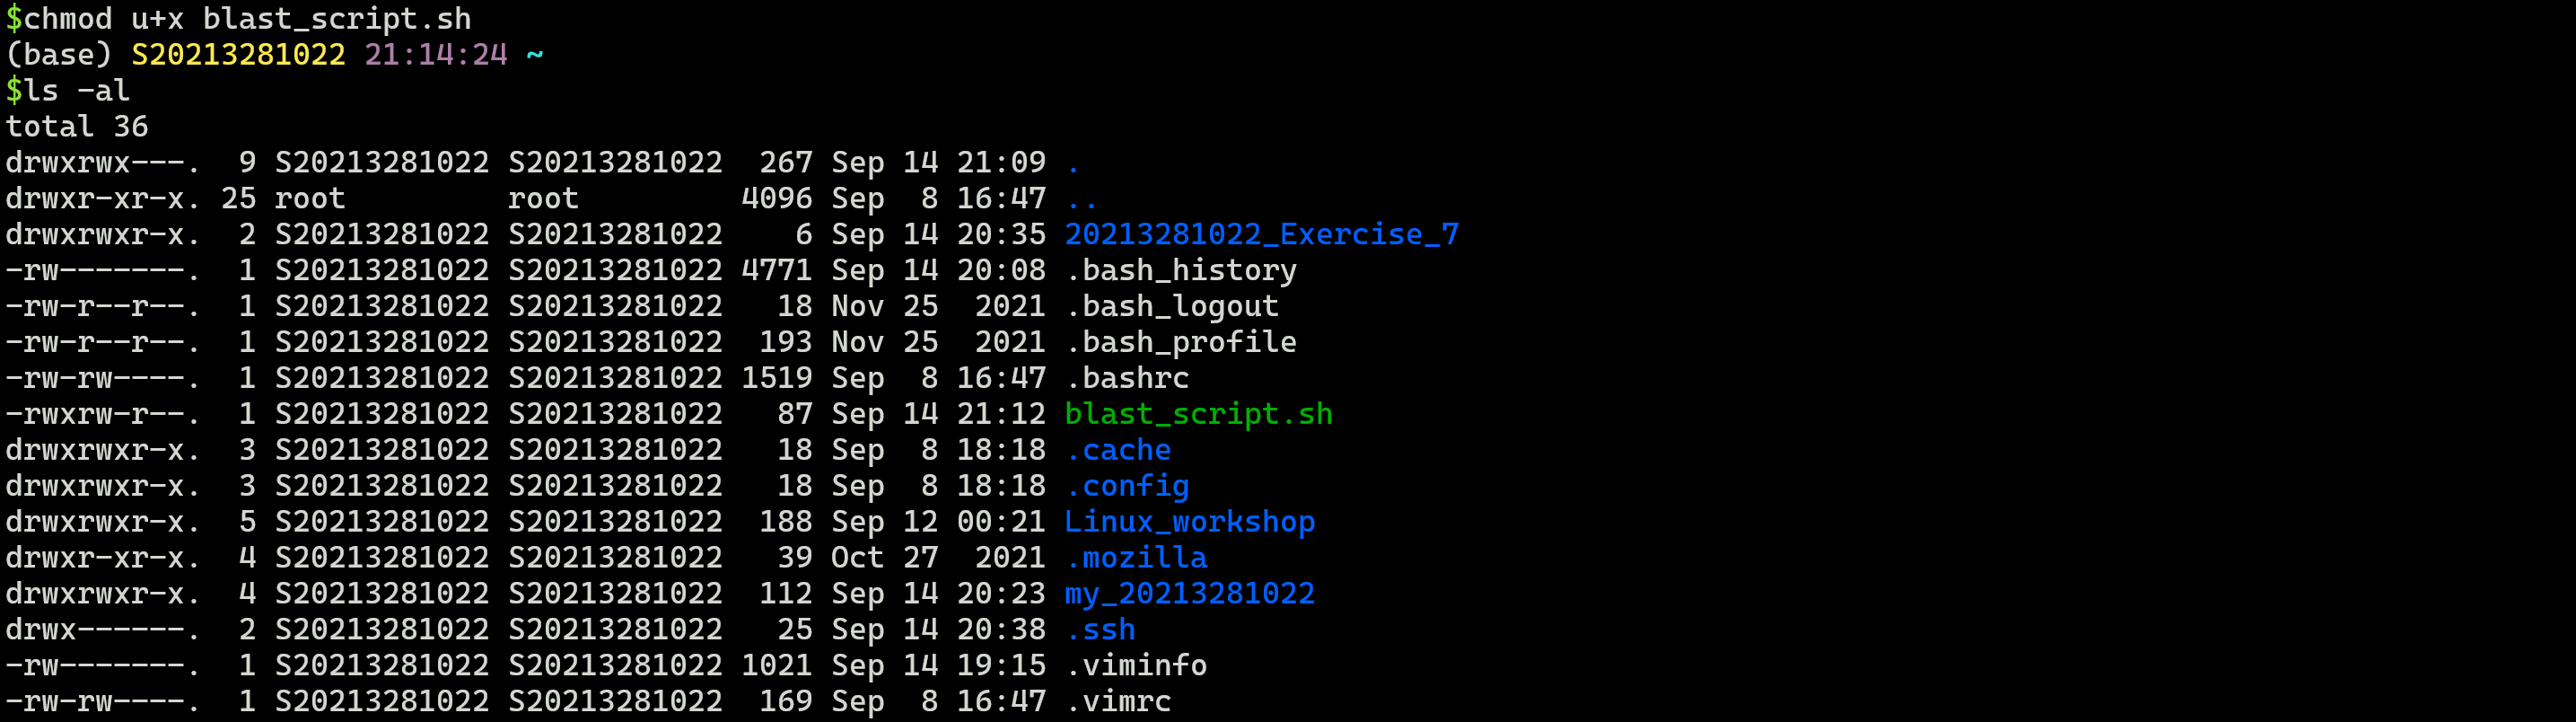 $chmod u+x blast_script.sh
(base) S20213281022 21:14:24 ~
$ls -al
total 36
drwxrwx---.  9 S20213281022 S20213281022  267 Sep 14 21:09 .
drwxr-xr-x. 25 root         root         4096 Sep  8 16:47 ..
drwxrwxr-x.  2 S20213281022 S20213281022    6 Sep 14 20:35 20213281022_Exercise_7
-rw-------.  1 S20213281022 S20213281022 4771 Sep 14 20:08 .bash_history
-rw-r--r--.  1 S20213281022 S20213281022   18 Nov 25  2021 .bash_logout
-rw-r--r--.  1 S20213281022 S20213281022  193 Nov 25  2021 .bash_profile
-rw-rw----.  1 S20213281022 S20213281022 1519 Sep  8 16:47 .bashrc
-rwxrw-r--.  1 S20213281022 S20213281022   87 Sep 14 21:12 blast_script.sh
drwxrwxr-x.  3 S20213281022 S20213281022   18 Sep  8 18:18 .cache
drwxrwxr-x.  3 S20213281022 S20213281022   18 Sep  8 18:18 .config
drwxrwxr-x.  5 S20213281022 S20213281022  188 Sep 12 00:21 Linux_workshop
drwxr-xr-x.  4 S20213281022 S20213281022   39 Oct 27  2021 .mozilla
drwxrwxr-x.  4 S20213281022 S20213281022  112 Sep 14 20:23 my_20213281022
drwx------.  2 S20213281022 S20213281022   25 Sep 14 20:38 .ssh
-rw-------.  1 S20213281022 S20213281022 1021 Sep 14 19:15 .viminfo
-rw-rw----.  1 S20213281022 S20213281022  169 Sep  8 16:47 .vimrc